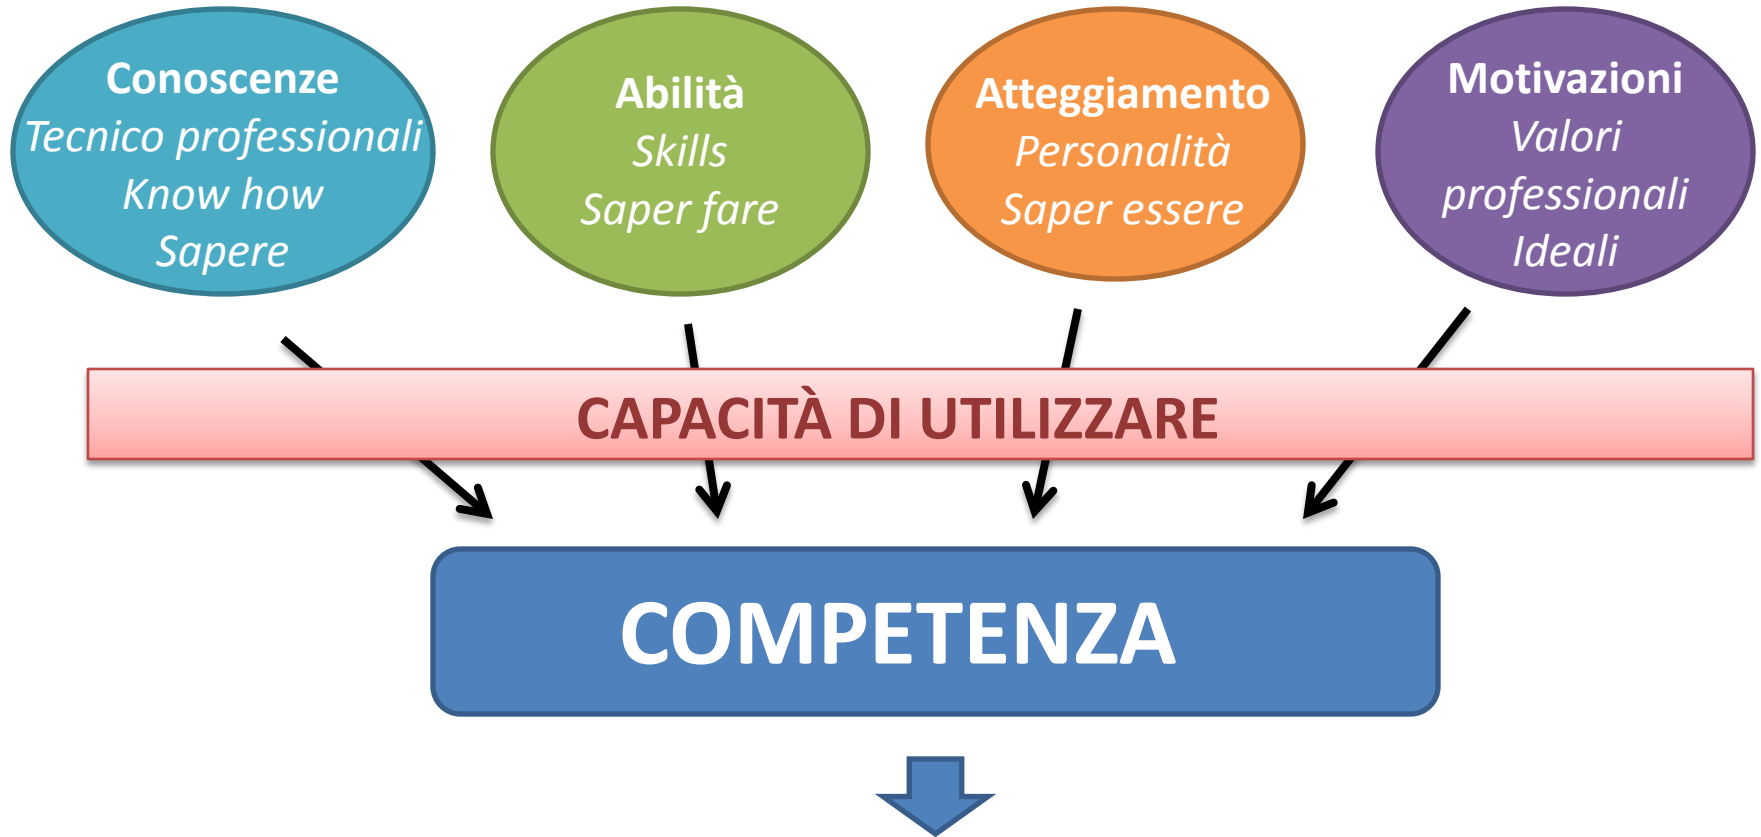 Conoscenze
Tecnico professionali
Know how
Sapere
Abilità
Skills
Saper fare
Atteggiamento
Personalità
Saper essere
Motivazioni
Valori
professionali
Ideali
CAPACITÀ DI UTILIZZARE
COMPETENZA